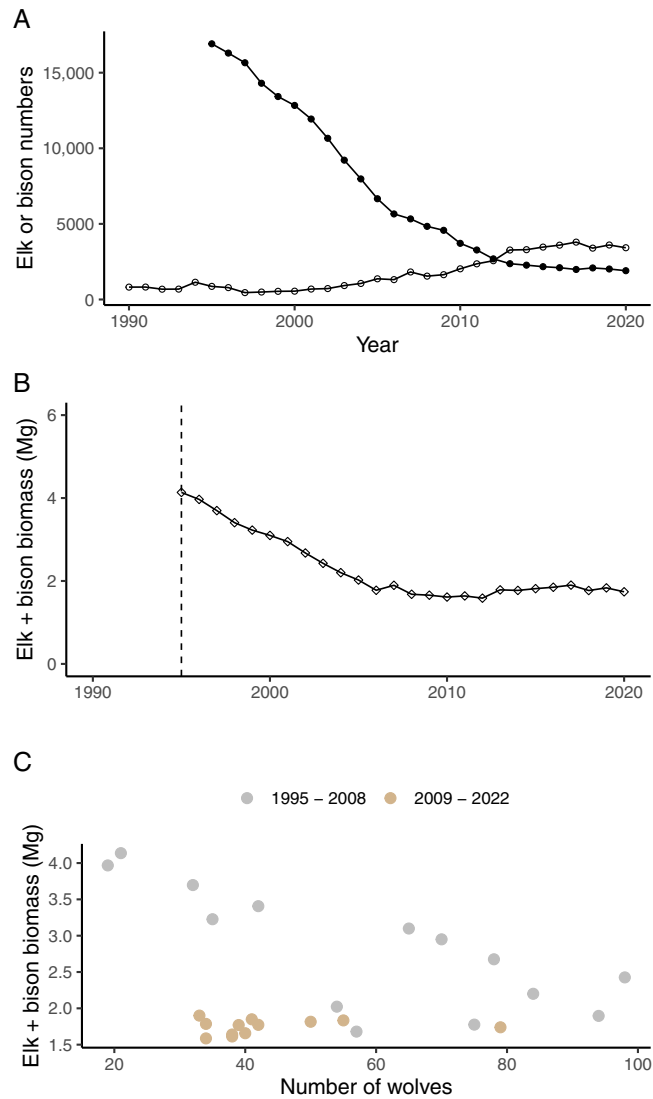 A
Elk or bison numbers
15,000
10,000
5000
0
1990
2000
2010
2020
Year
B
Elk + bison biomass (Mg)
6
4
2
0
1990
2000
2010
2020
C
1995 – 2008
2009 – 2022
Elk + bison biomass (Mg)
4.0
3.5
3.0
2.5
2.0
1.5
20
40
60
80
100
Number of wolves